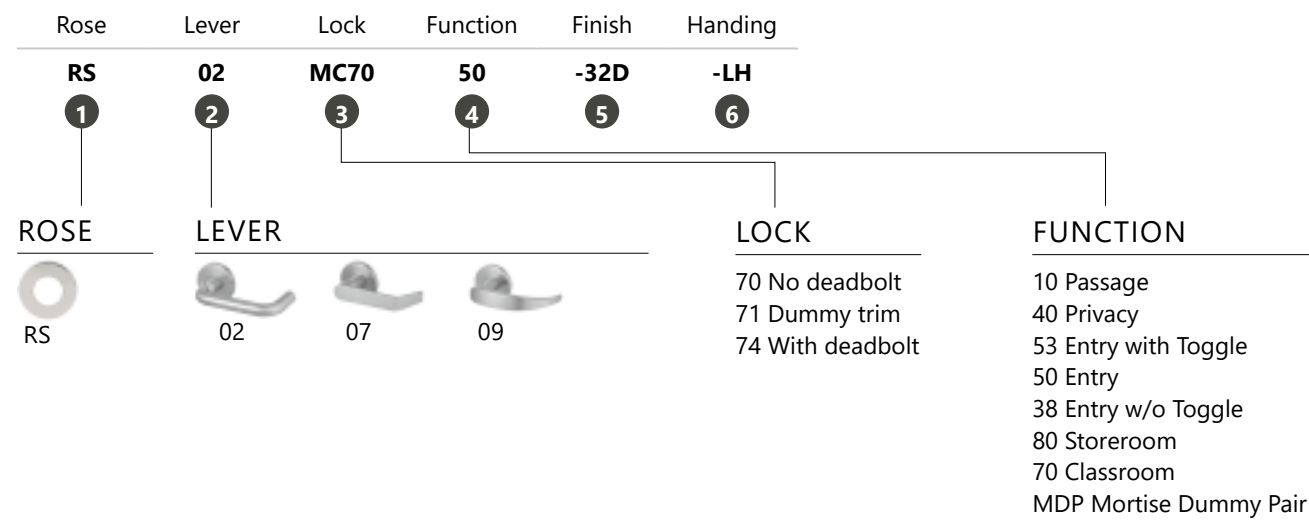 Rose Lever Lock Function Finish Handing
RS 02 MC70 50 -32D -LH
1 2 3 4 5 6
ROSE
RS
LEVER
02 07 09
LOCK
70 No deadbolt
71 Dummy trim
74 With deadbolt
FUNCTION
10 Passage
40 Privacy
53 Entry with Toggle
50 Entry
38 Entry w/o Toggle
80 Storeroom
70 Classroom
MDP Mortise Dummy Pair